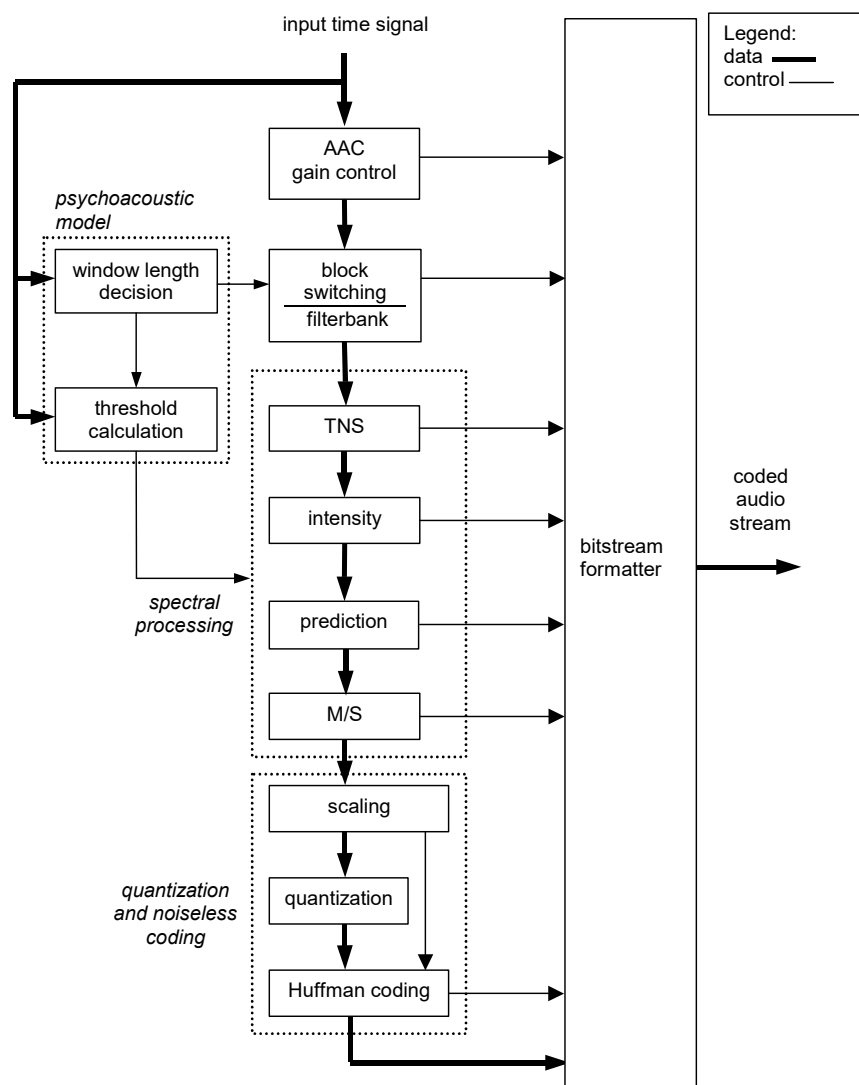 input time signal
Legend:
data
control
AAC
gain control
psychoacoustic
model
window length
decision
block
switching
filterbank
threshold
calculation
TNS
intensity
spectral
processing
prediction
M/S
bitstream
formatter
coded
audio
stream
scaling
quantization
and noiseless
coding
quantization
Huffman coding